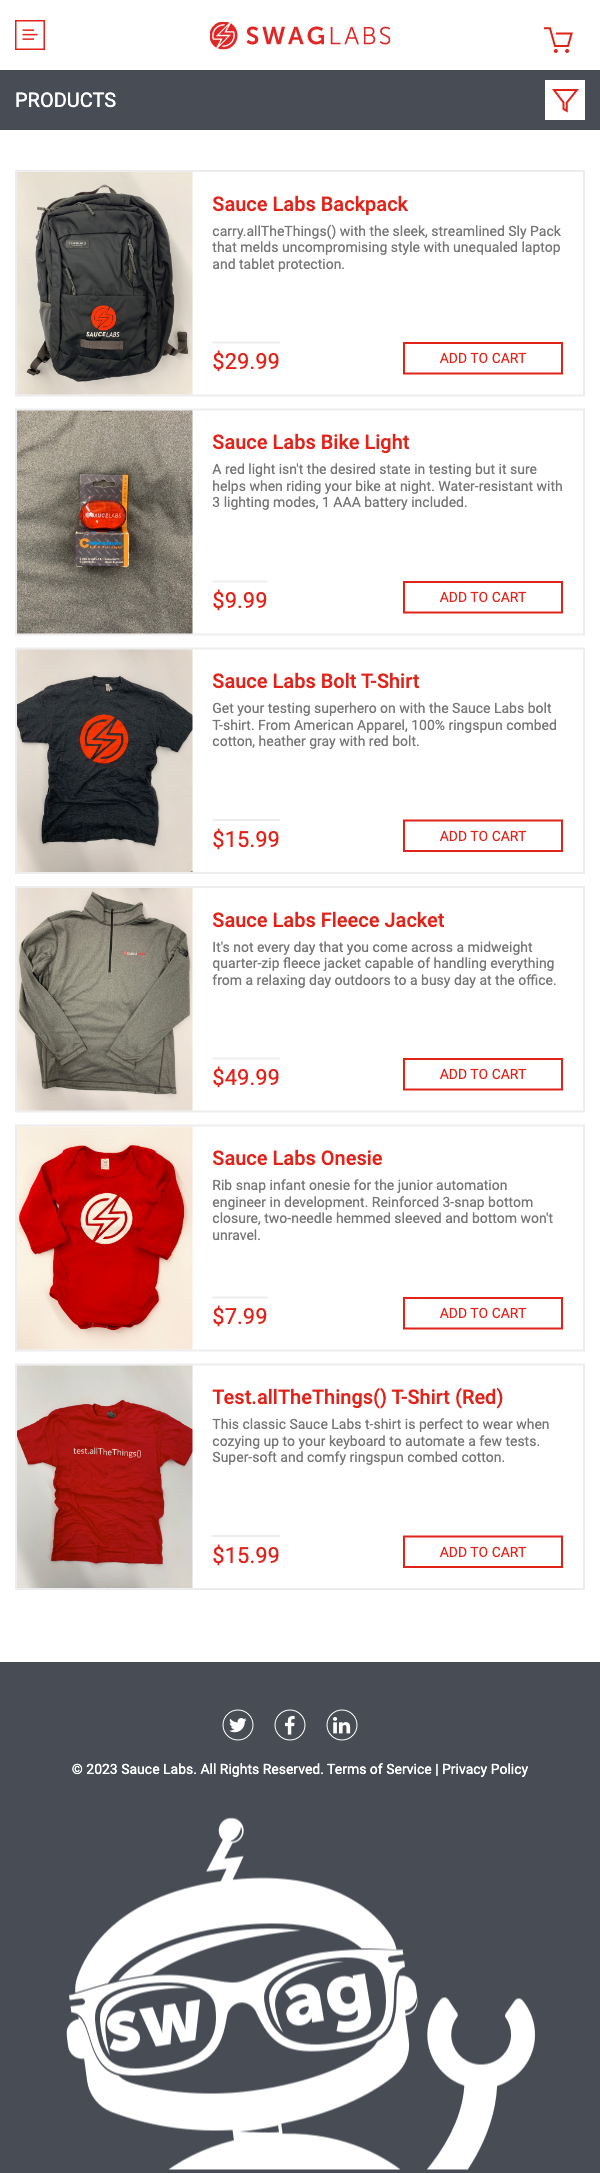 SWAGLABS
PRODUCTS
SAUCELABS
Sauce Labs Backpack
carry.allTheThings() with the sleek, streamlined Sly Pack
that melds uncompromising style with unequaled laptop
and tablet protection.
$29.99
ADD TO CART
SAUCELABS
Sauce Labs Bike Light
A red light isn't the desired state in testing but it sure
helps when riding your bike at night. Water-resistant with
3 lighting modes, 1 AAA battery included.
$9.99
ADD TO CART
Sauce Labs Bolt T-Shirt
Get your testing superhero on with the Sauce Labs bolt
T-shirt. From American Apparel, 100% ringspun combed
cotton, heather gray with red bolt.
$15.99
ADD TO CART
Sauce Labs Fleece Jacket
It's not every day that you come across a midweight
quarter-zip fleece jacket capable of handling everything
from a relaxing day outdoors to a busy day at the office.
$49.99
ADD TO CART
Sauce Labs Onesie
Rib snap infant onesie for the junior automation
engineer in development. Reinforced 3-snap bottom
closure, two-needle hemmed sleeved and bottom won't
unravel.
$7.99
ADD TO CART
test.allTheThings()
Test.allTheThings() T-Shirt (Red)
This classic Sauce Labs t-shirt is perfect to wear when
cozying up to your keyboard to automate a few tests.
Super-soft and comfy ringspun combed cotton.
$15.99
ADD TO CART
© 2023 Sauce Labs. All Rights Reserved. Terms of Service | Privacy Policy
swag